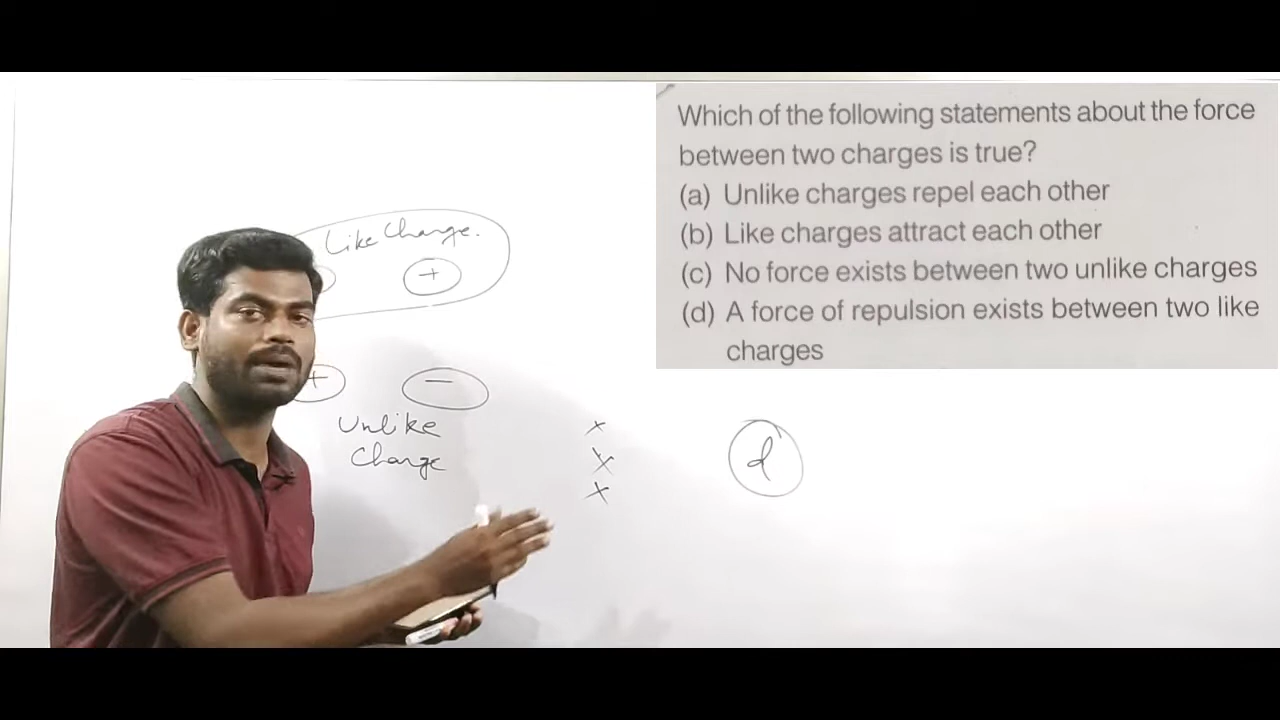 Which of the following statements about the force
between two charges is true?
(a) Unlike charges repel each other
(b) Like charges attract each other
(c) No force exists between two unlike charges
(d) A force of repulsion exists between two like
charges
Like Charge.
+
+ −
Unlike
Charge
x
x
x
d